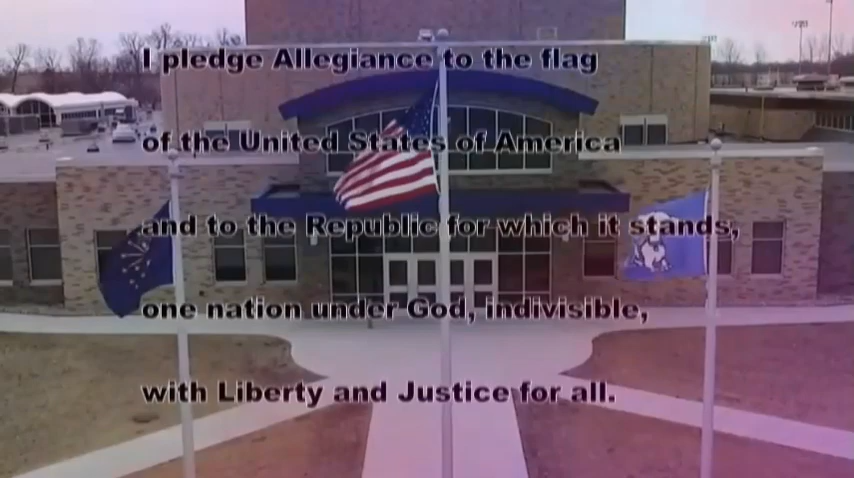 I pledge Allegiance to the flag
of the United States of America
and to the Republic for which it stands,
one nation under God, indivisible,
with Liberty and Justice for all.